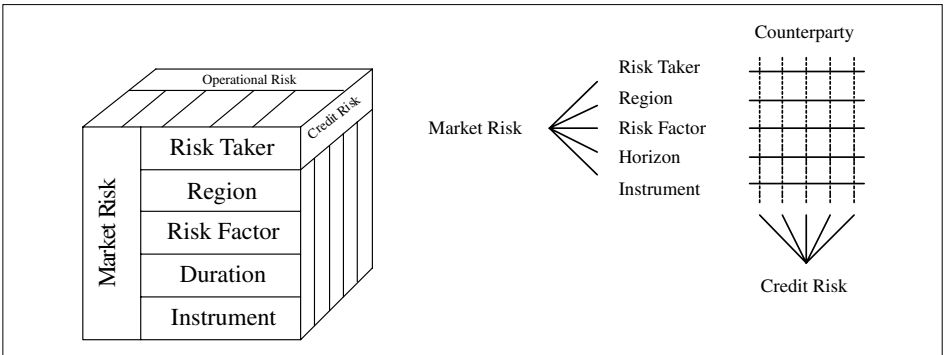 Operational Risk
Credit Risk
Market Risk
Risk Taker
Region
Risk Factor
Duration
Instrument
Market Risk
Risk Taker
Region
Risk Factor
Horizon
Instrument
Counterparty
Credit Risk